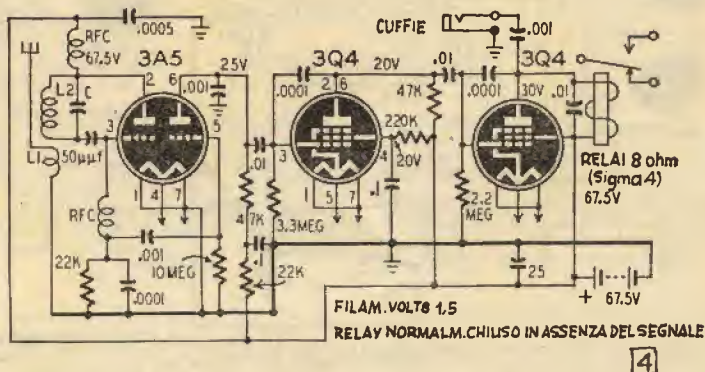 RFC
67.5V
.0005
3A5
2 6
25V
.001
L2
C
3
5
L1
50µµf
1 4 7
RFC
.001
22K
.0001
10 MEG
.01
47K
.1
22K
3.3MEG
3Q4
.0001
2 6
20V
3
4
220K
20V
.1
1 5 7
47K
CUFFIE
.001
.01
3Q4
.0001
30V
.01
2.2
MEG
RELAI 8 ohm
(Sigma4)
67.5V
25
+ 67.5V
FILAM.VOLTS 1,5
RELAY NORMALM.CHIUSO IN ASSENZA DEL SEGNALE
4